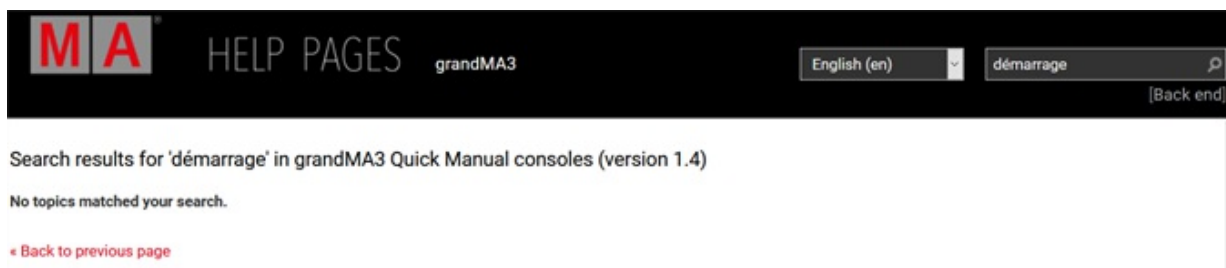 MA® HELP PAGES grandMA3 English (en) démarrage
[Back end]
Search results for 'démarrage' in grandMA3 Quick Manual consoles (version 1.4)
No topics matched your search.
« Back to previous page